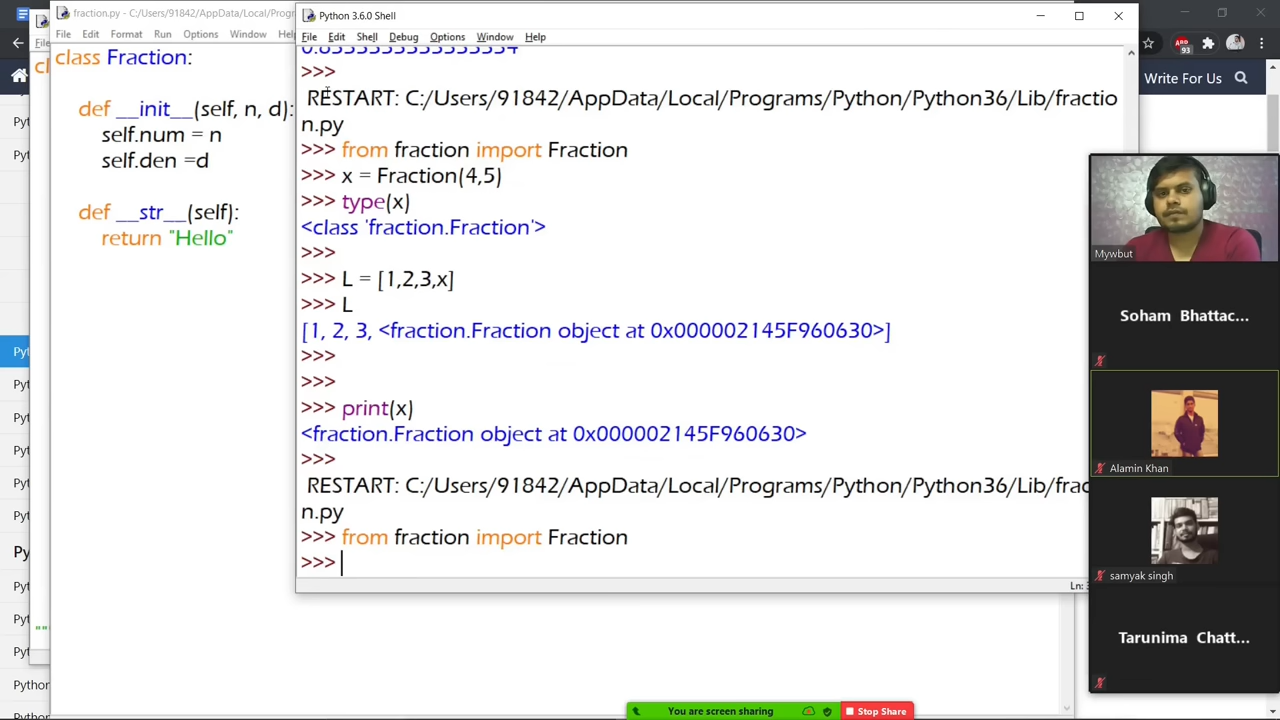 fraction.py - C:/Users/91842/AppData/Local/Prog
File Edit Format Run Options Window Hel
class Fraction:
def __init__(self, n, d):
self.num = n
self.den =d
def __str__(self):
return "Hello"
Python 3.6.0 Shell
File Edit Shell Debug Options Window Help
>>>
RESTART: C:/Users/91842/AppData/Local/Programs/Python/Python36/Lib/fractio
n.py
>>> from fraction import Fraction
>>> x = Fraction(4,5)
>>> type(x)
<class 'fraction.Fraction'>
>>>
>>> L = [1,2,3,x]
>>> L
[1, 2, 3, <fraction.Fraction object at 0x000002145F960630>]
>>>
>>>
>>> print(x)
<fraction.Fraction object at 0x000002145F960630>
>>>
RESTART: C:/Users/91842/AppData/Local/Programs/Python/Python36/Lib/frac
n.py
>>> from fraction import Fraction
>>>
Ln: 3
93
Write For Us
Mywbut
Soham Bhattac...
Alamin Khan
samyak singh
Tarunima Chatt...
You are screen sharing
Stop Share